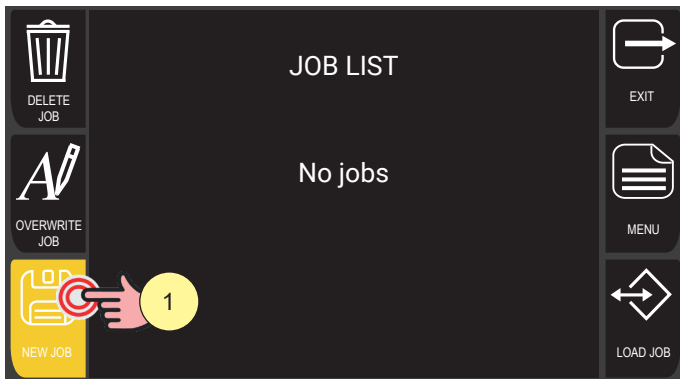 DELETE
JOB
JOB LIST
EXIT
No jobs
OVERWRITE
JOB
MENU
1
NEW JOB
LOAD JOB